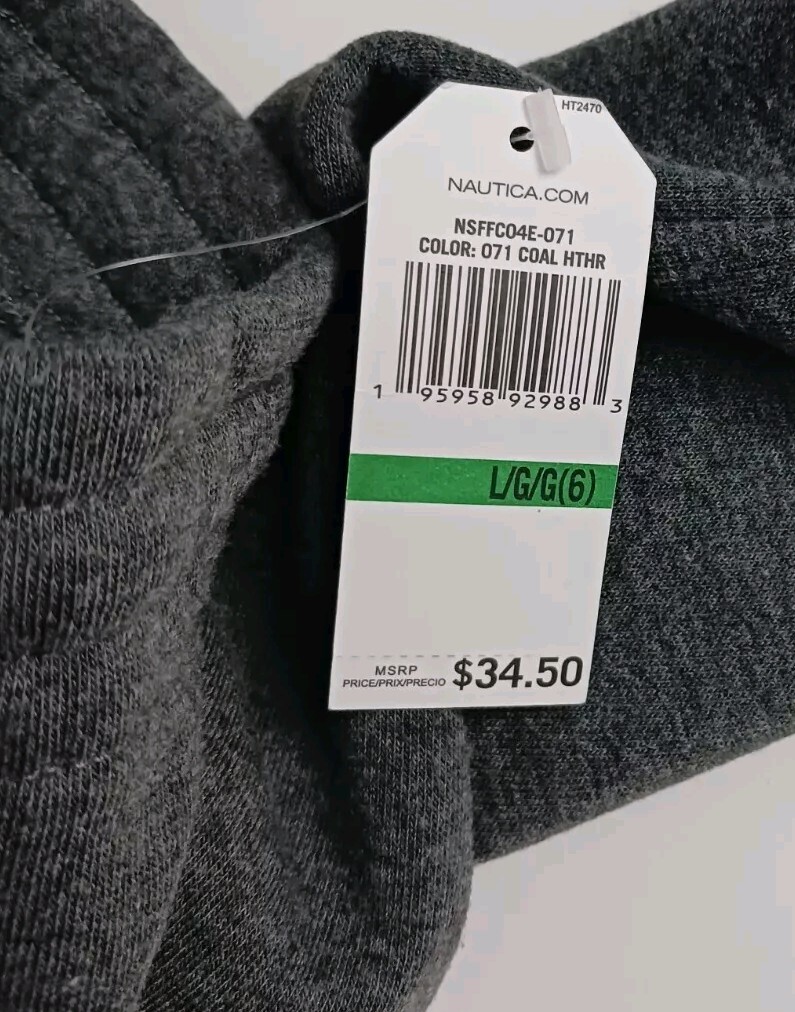 HT2470
NAUTICA.COM
NSFFC04E-071
COLOR: 071 COAL HTHR
1 95958 92988 3
L/G/G(6)
MSRP
PRICE/PRIX/PRECIO $34.50